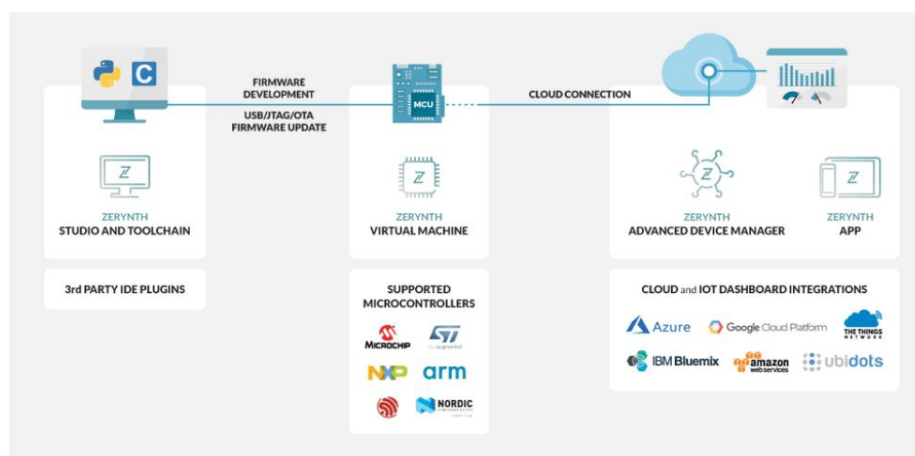 C
FIRMWARE
DEVELOPMENT
USB/JTAG/OTA
FIRMWARE UPDATE
MCU
CLOUD CONNECTION
Z
ZERYNTH
STUDIO AND TOOLCHAIN
Z
ZERYNTH
VIRTUAL MACHINE
Z
ZERYNTH
ADVANCED DEVICE MANAGER
Z
ZERYNTH
APP
3rd PARTY IDE PLUGINS
SUPPORTED
MICROCONTROLLERS
MICROCHIP
ST
NXP
arm
NORDIC
CLOUD and IOT DASHBOARD INTEGRATIONS
Azure
Google Cloud Platform
THE THINGS
NETWORK
IBM Bluemix
amazon
web services
ubidots